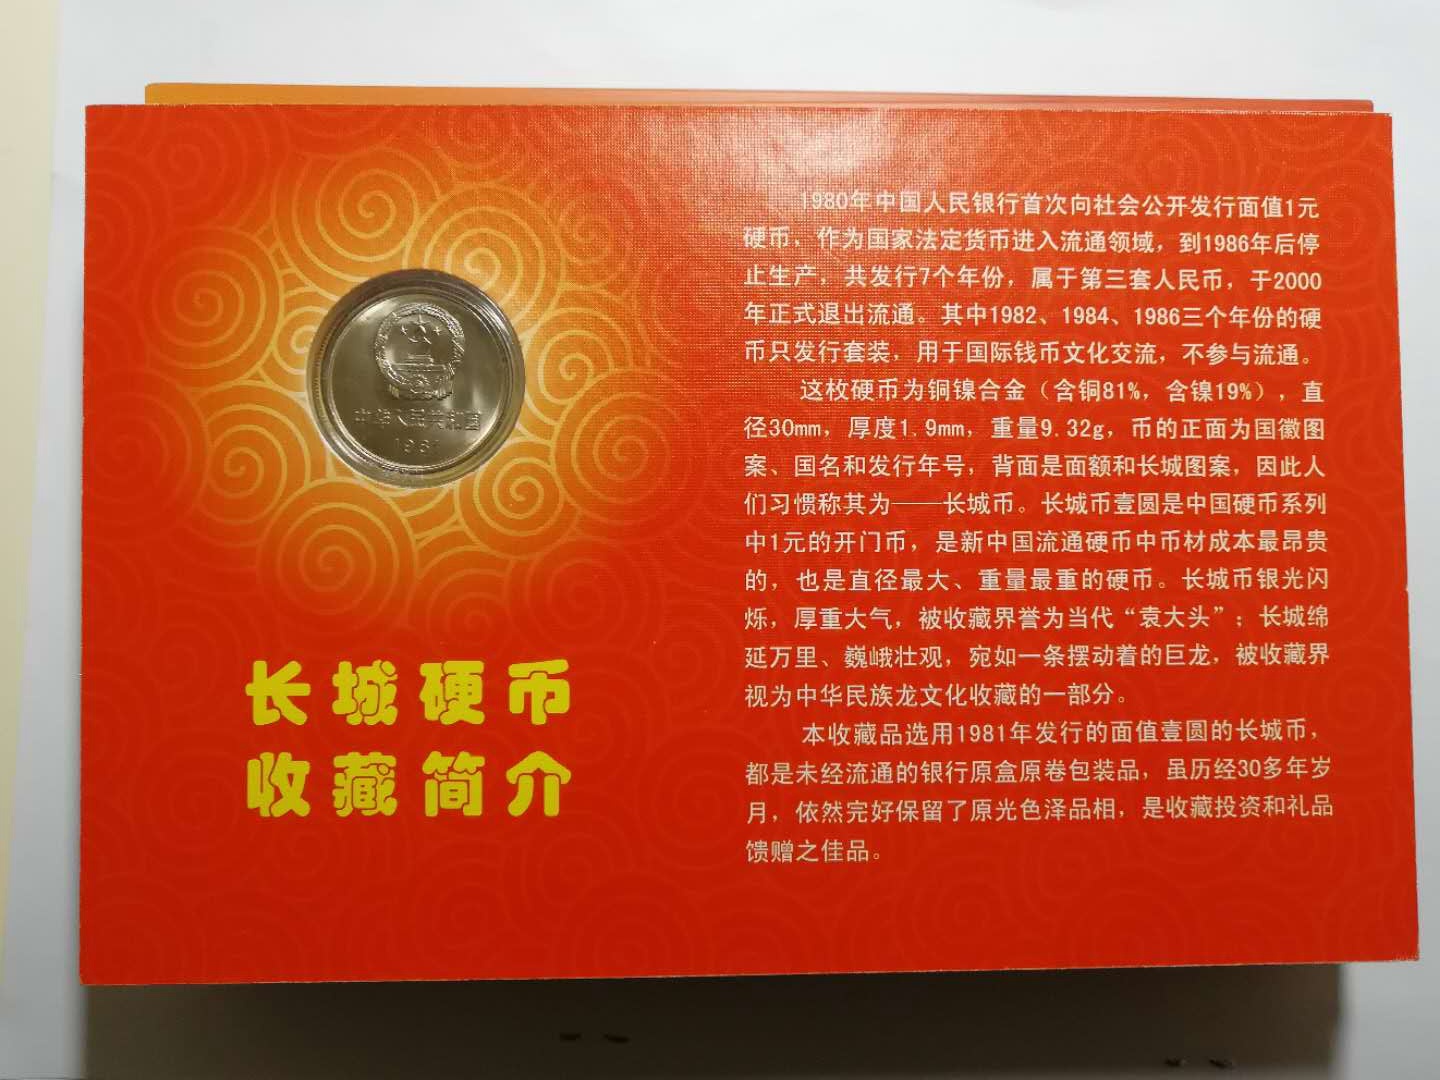 中华人民共和国
1981
长城硬币
收藏简介
1980年中国人民银行首次向社会公开发行面值1元
硬币，作为国家法定货币进入流通领域，到1986年后停
止生产，共发行7个年份，属于第三套人民币，于2000
年正式退出流通。其中1982、1984、1986三个年份的硬
币只发行套装，用于国际钱币文化交流，不参与流通。
这枚硬币为铜镍合金（含铜81%，含镍19%），直
径30mm，厚度1.9mm，重量9.32g，币的正面为国徽图
案、国名和发行年号，背面是面额和长城图案，因此人
们习惯称其为——长城币。长城币壹圆是中国硬币系列
中1元的开门币，是新中国流通硬币中币材成本最昂贵
的，也是直径最大、重量最重的硬币。长城币银光闪
烁，厚重大气，被收藏界誉为当代“袁大头”；长城绵
延万里、巍峨壮观，宛如一条摆动着的巨龙，被收藏界
视为中华民族龙文化收藏的一部分。
本收藏品选用1981年发行的面值壹圆的长城币，
都是未经流通的银行原盒原卷包装品，虽历经30多年岁
月，依然完好保留了原光色泽品相，是收藏投资和礼品
馈赠之佳品。